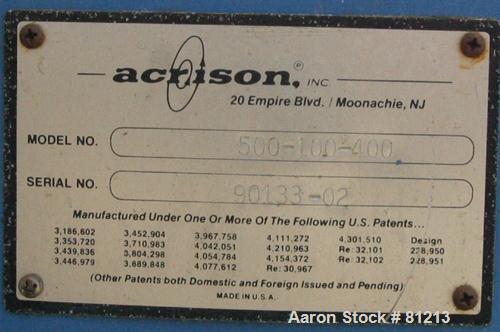 acrison, INC.
20 Empire Blvd. / Moonachie, NJ
MODEL NO. 500-100-400
SERIAL NO. 90133-02
Manufactured Under One Or More Of The Following U.S. Patents...
3,186,602 3,452,904 3,967,758 4,111,272 4,301,510 Design
3,353,720 3,710,983 4,042,051 4,210,963 Re: 32,101 228,950
3,439,836 3,804,298 4,054,784 4,154,372 Re: 32,102 228,951
3,446,979 3,889,848 4,077,612 Re: 30,967
(Other Patents both Domestic and Foreign Issued and Pending)
MADE IN U.S.A.
Aaron Stock # 81213